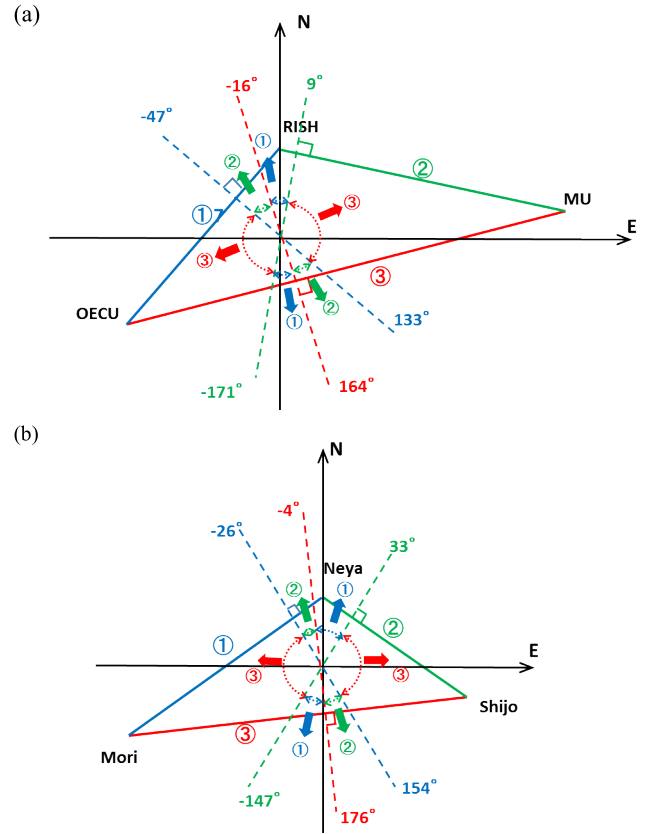 (a)
N
-16°
9°
-47°
RISH
①
②
②
MU
①
③
E
③
③
OECU
②
①
133°
-171°
164°
(b)
N
-4°
-26°
33°
Neya
②
①
①
②
E
③
③
Shijo
③
Mori
①
②
154°
-147°
176°